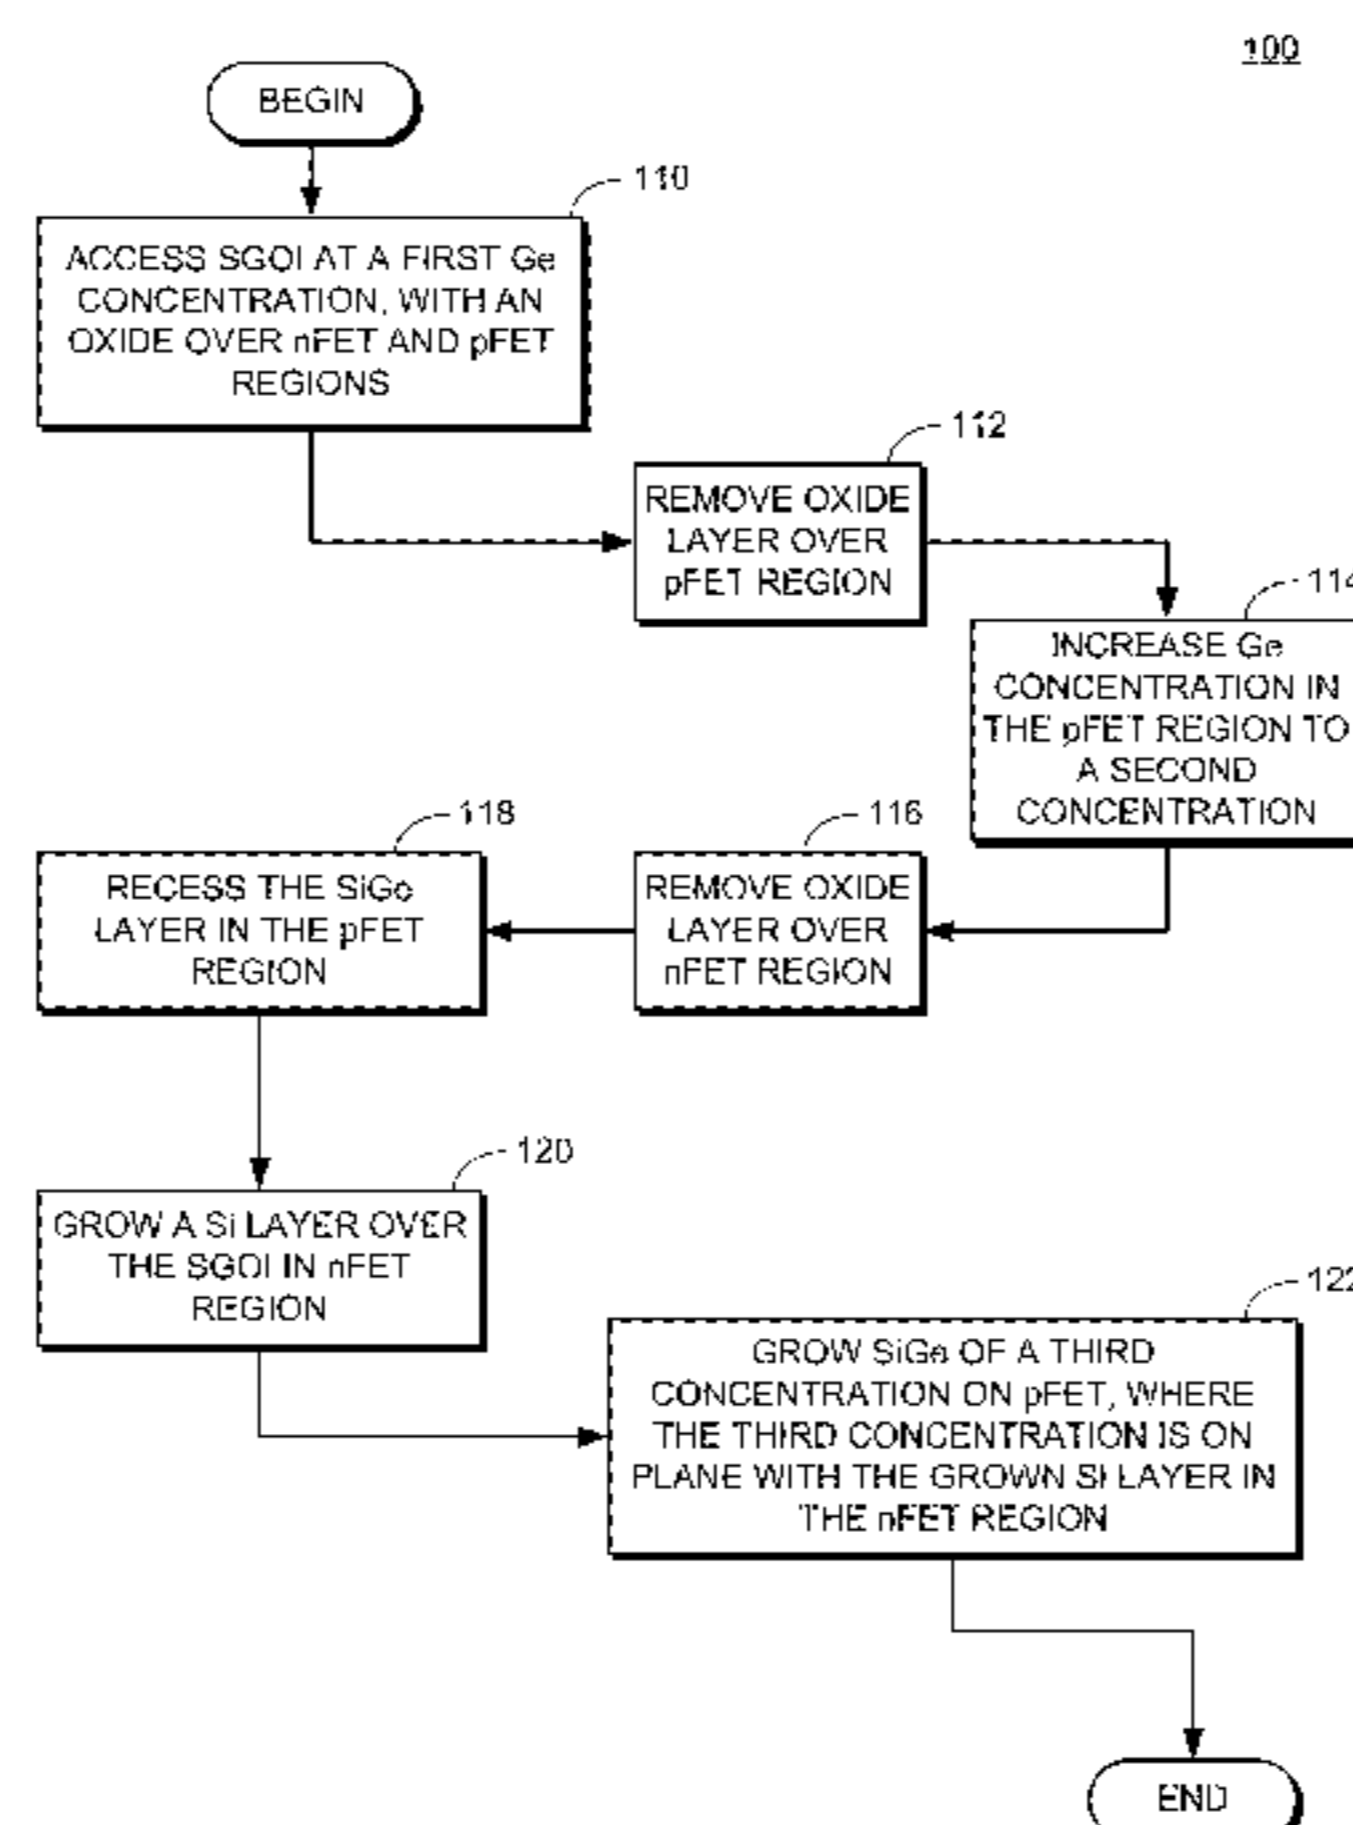 100
BEGIN
110
ACCESS SGOI AT A FIRST Ge
CONCENTRATION, WITH AN
OXIDE OVER nFET AND pFET
REGIONS
112
REMOVE OXIDE
LAYER OVER
pFET REGION
114
INCREASE Ge
CONCENTRATION IN
THE pFET REGION TO
A SECOND
CONCENTRATION
116
REMOVE OXIDE
LAYER OVER
nFET REGION
118
RECESS THE SiGe
LAYER IN THE pFET
REGION
120
GROW A Si LAYER OVER
THE SGOI IN nFET
REGION
122
GROW SiGe OF A THIRD
CONCENTRATION ON pFET, WHERE
THE THIRD CONCENTRATION IS ON
PLANE WITH THE GROWN Si LAYER IN
THE nFET REGION
END